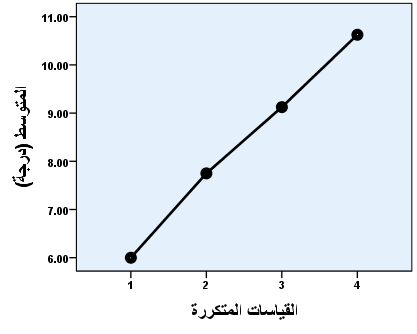 المتوسط (درجة)
11.00
10.00
9.00
8.00
7.00
6.00
1 2 3 4
القياسات المتكررة